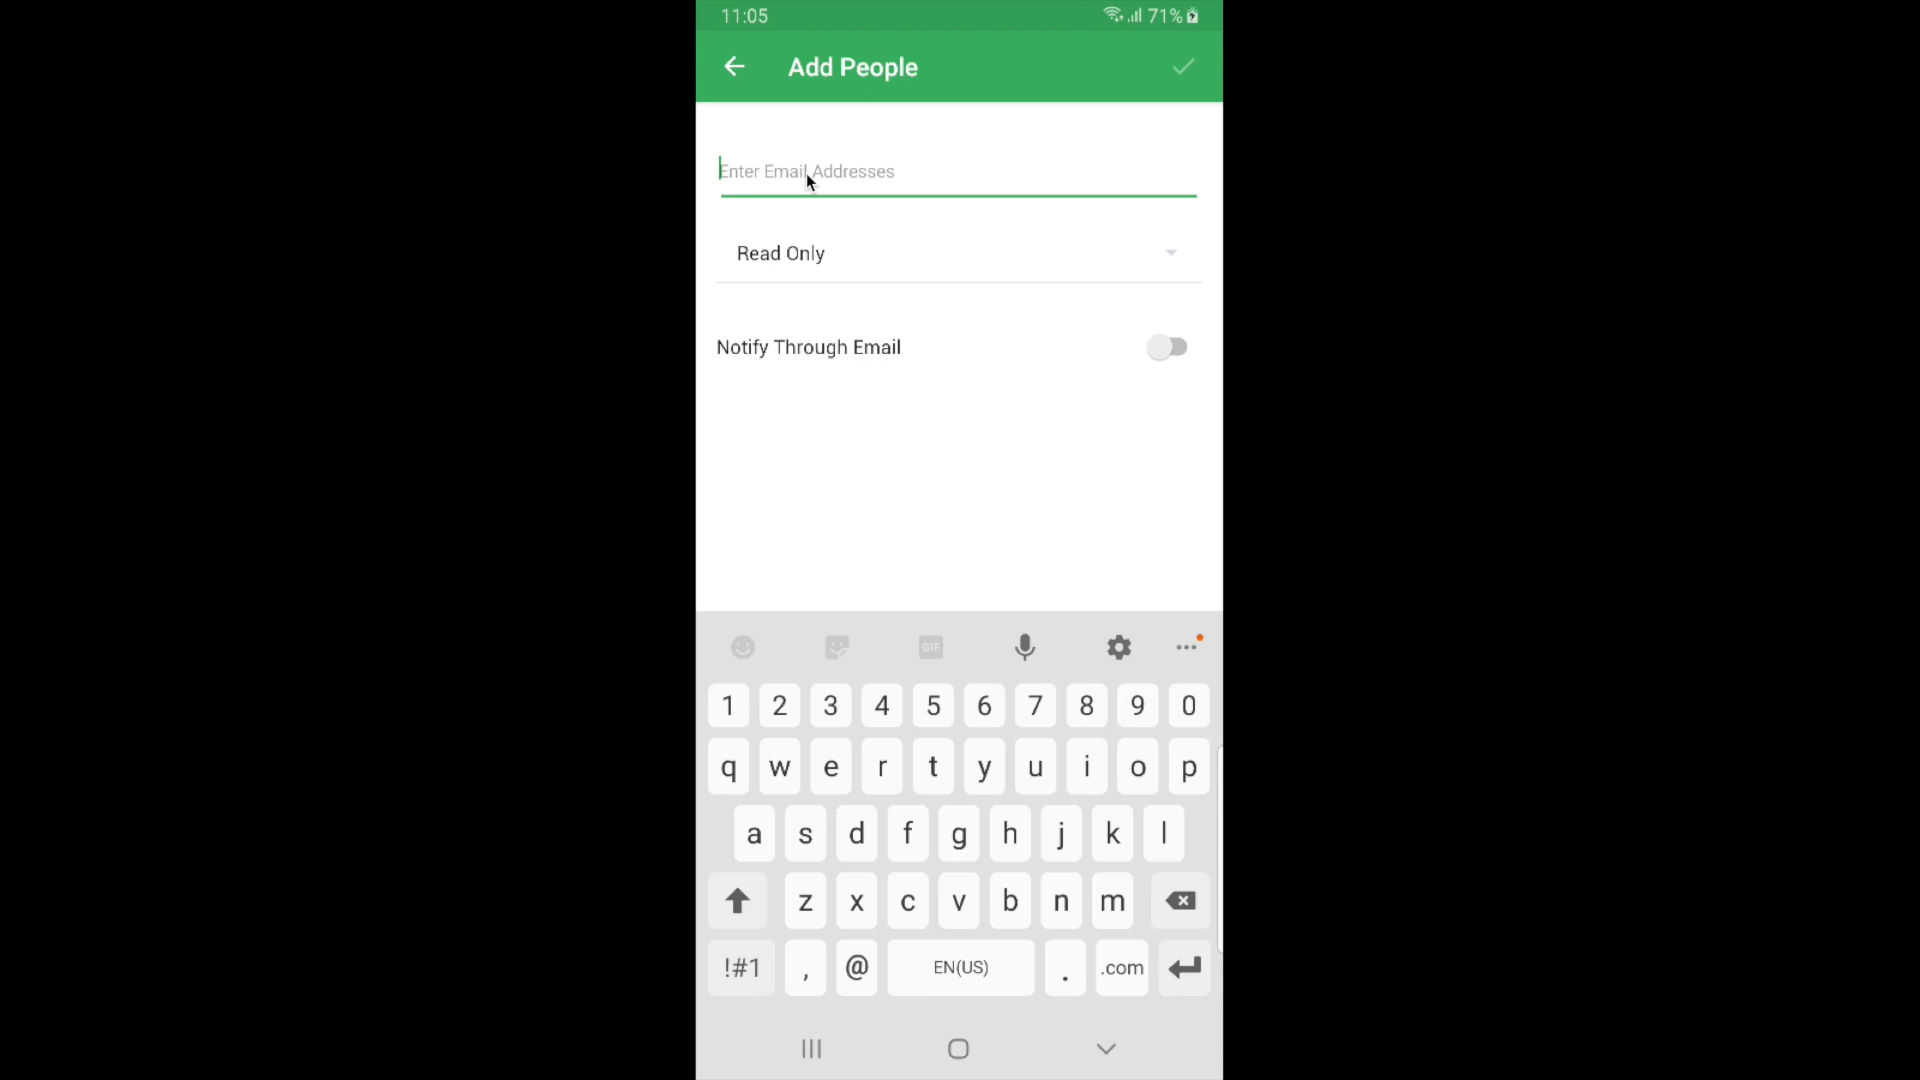 11:05
71%
Add People
Enter Email Addresses
Read Only
Notify Through Email
GIF
1 2 3 4 5 6 7 8 9 0
q w e r t y u i o p
a s d f g h j k l
z x c v b n m
!#1 , @ EN(US) . .com